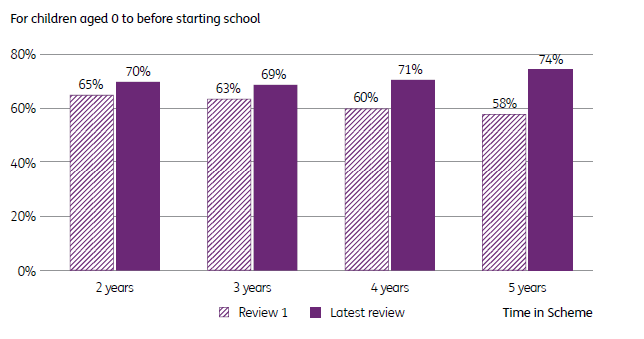 For children aged 0 to before starting school
80%
60%
40%
20%
0%
65%
70%
63%
69%
60%
71%
58%
74%
2 years
3 years
4 years
5 years
Review 1
Latest review
Time in Scheme